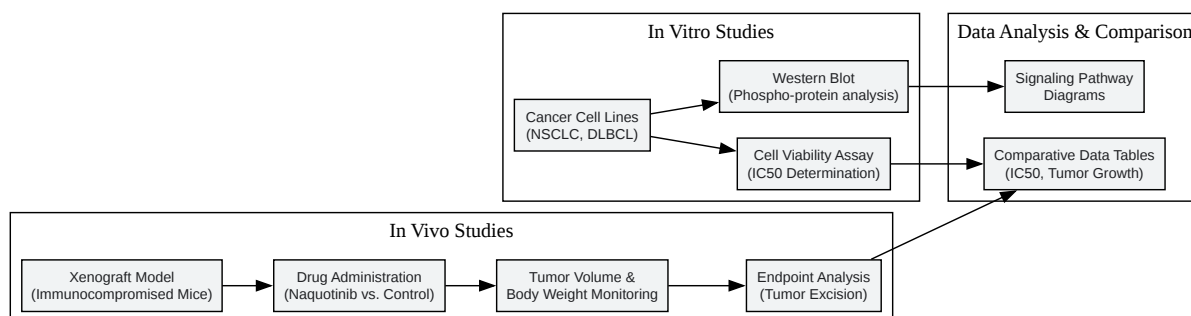 In Vitro Studies
Data Analysis & Comparison
Western Blot
(Phospho-protein analysis)
Signaling Pathway
Diagrams
Cancer Cell Lines
(NSCLC, DLBCL)
Cell Viability Assay
(IC50 Determination)
Comparative Data Tables
(IC50, Tumor Growth)
In Vivo Studies
Xenograft Model
(Immunocompromised Mice)
Drug Administration
(Naquotinib vs. Control)
Tumor Volume &
Body Weight Monitoring
Endpoint Analysis
(Tumor Excision)